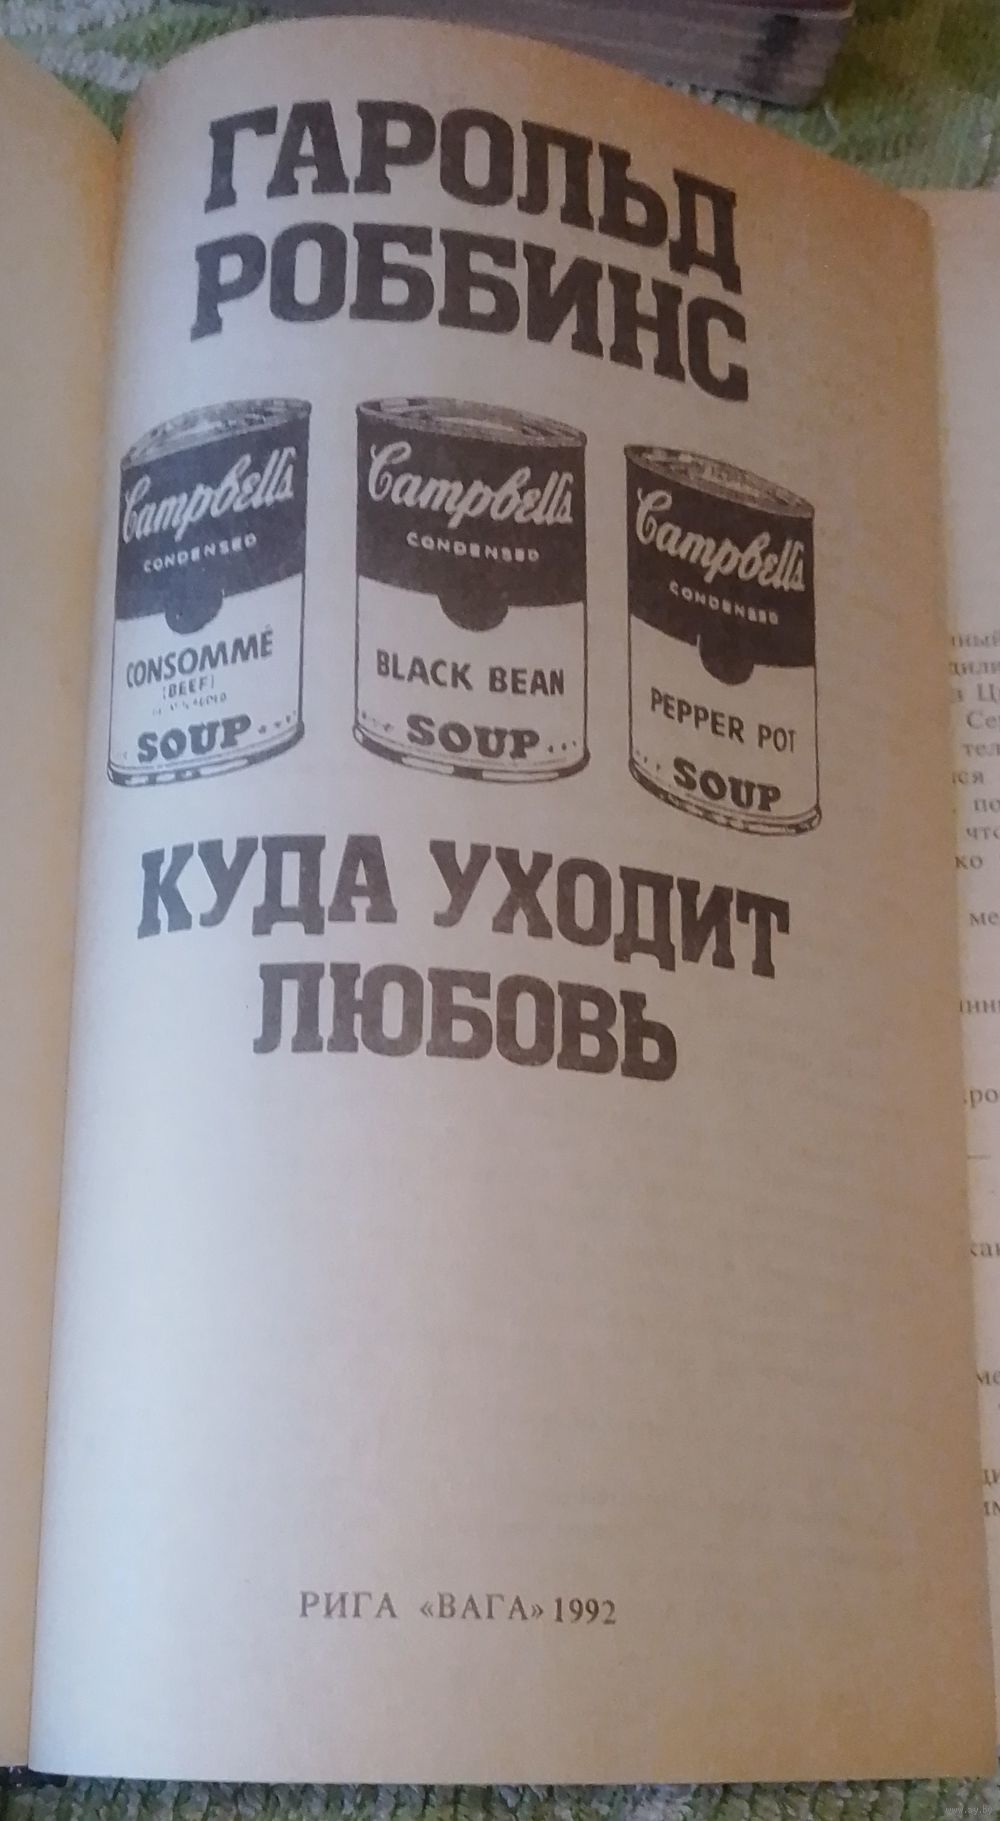 ГАРОЛЬД
РОББИНС
Campbell's
CONDENSED
CONSOMMÉ
(BEEF)
SOUP
Campbell's
CONDENSED
BLACK BEAN
SOUP
Campbell's
CONDENSED
PEPPER POT
SOUP
КУДА УХОДИТ
ЛЮБОВЬ
РИГА «ВАГА» 1992